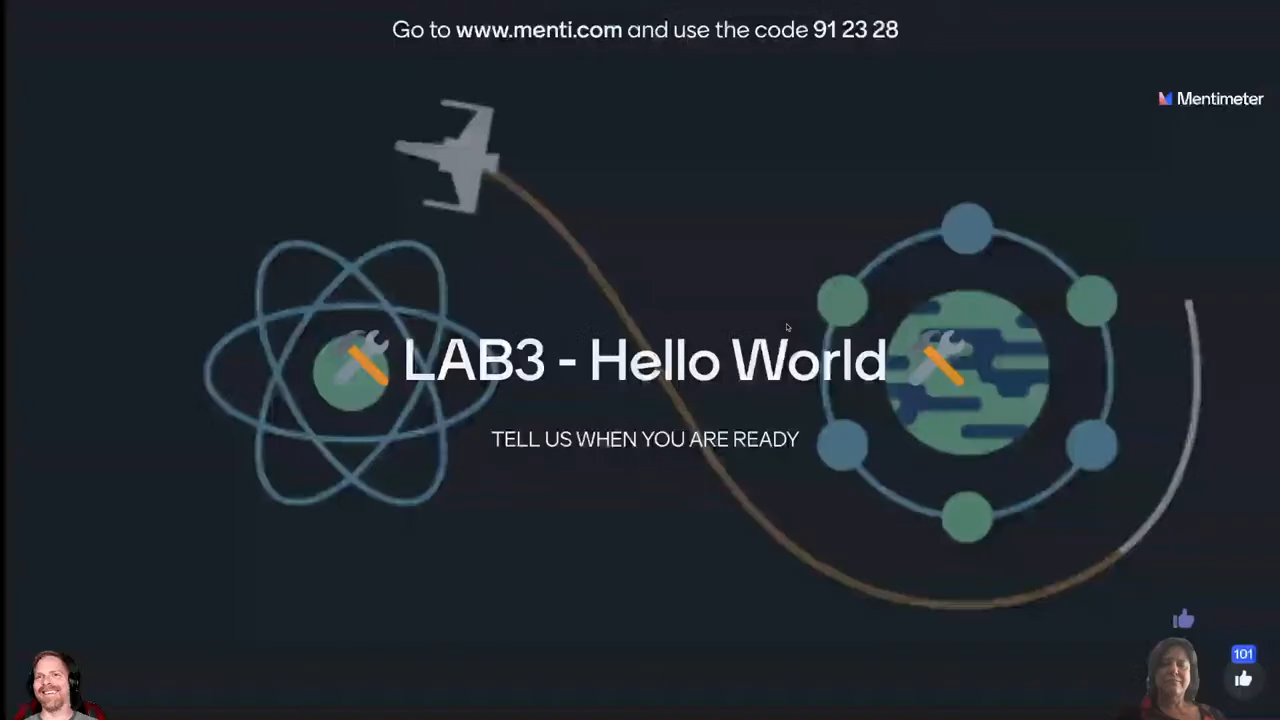 Go to www.menti.com and use the code 91 23 28
Mentimeter
LAB3 - Hello World
TELL US WHEN YOU ARE READY
101